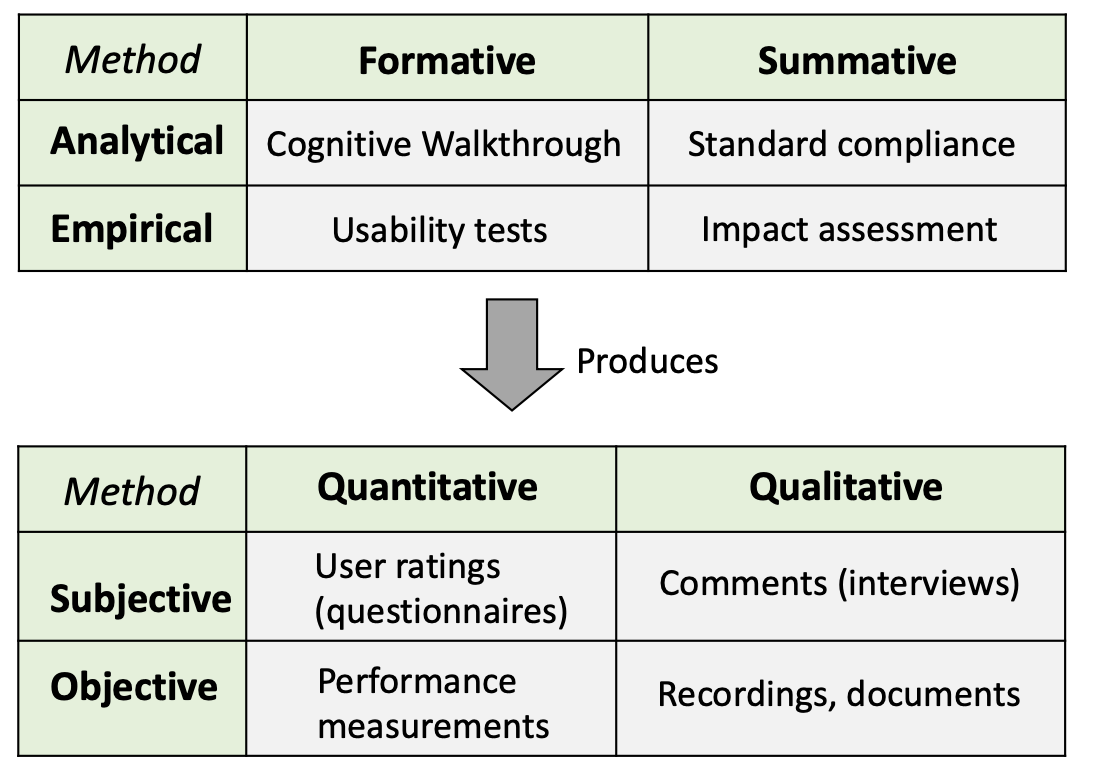 Method Formative Summative
Analytical Cognitive Walkthrough Standard compliance
Empirical Usability tests Impact assessment
Produces
Method Quantitative Qualitative
Subjective User ratings (questionnaires) Comments (interviews)
Objective Performance measurements Recordings, documents